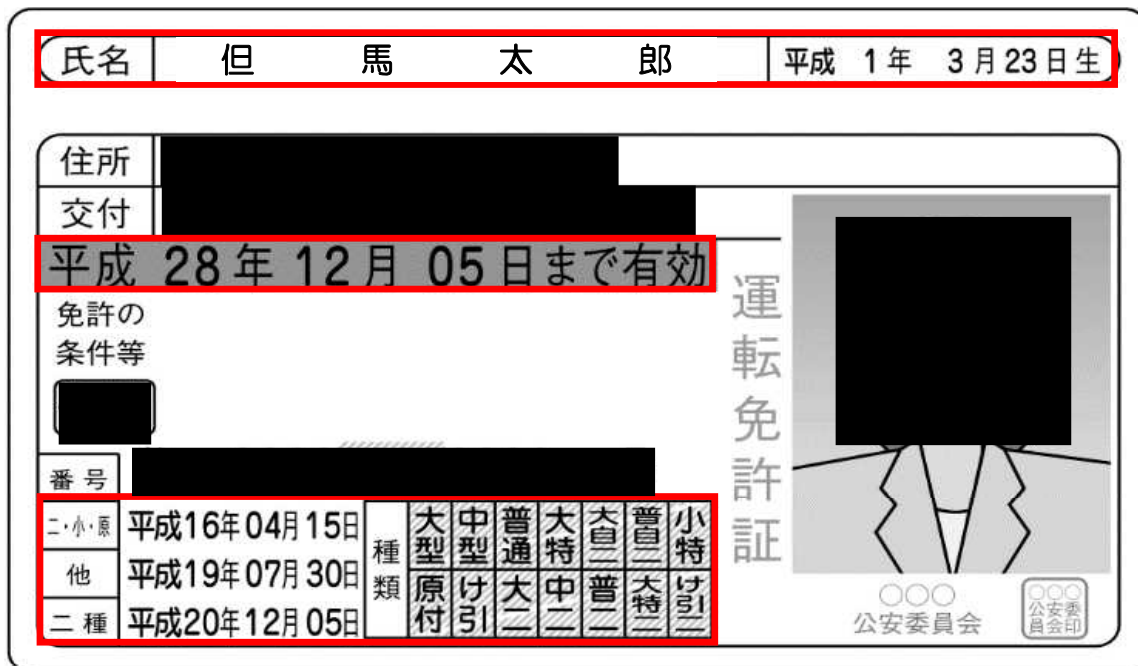 氏名 但馬太郎 平成 1年 3月23日生
住所
交付
平成 28年 12月 05日まで有効
免許の
条件等
番号
二・小・原 平成16年04月15日
他 平成19年07月30日
二種 平成20年12月05日
種類
大型 中型 普通 大特 大自二 普自二 小特
原付 け引 大二 中二 普二 大特二 け引二
運転免許証
○○○
公安委員会
○○○
公安委
員会印